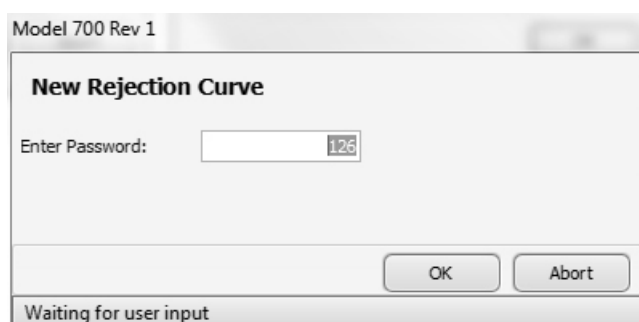 Model 700 Rev 1
New Rejection Curve
Enter Password: 126
OK Abort
Waiting for user input